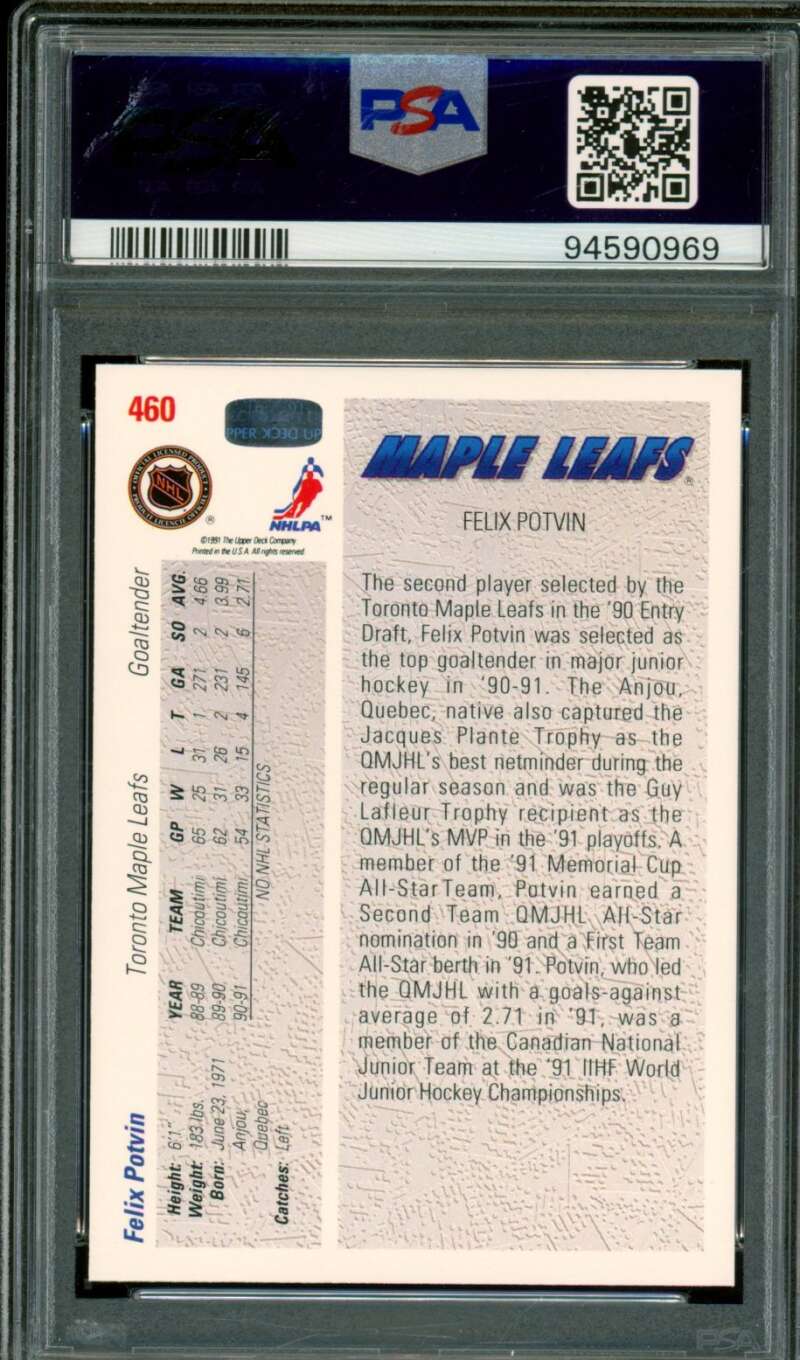 PSA
94590969
460
UPPER DECK UP
OFFICIAL LICENSED PRODUCT
NHL
PRODUIT LICENCIE OFFICIEL
®
NHLPA™
©1991 The Upper Deck Company
Printed in the U.S.A. All rights reserved
MAPLE LEAFS®
FELIX POTVIN
The second player selected by the
Toronto Maple Leafs in the '90 Entry
Draft, Felix Potvin was selected as
the top goaltender in major junior
hockey in '90-91. The Anjou,
Quebec, native also captured the
Jacques Plante Trophy as the
QMJHL's best netminder during the
regular season and was the Guy
Lafleur Trophy recipient as the
QMJHL's MVP in the '91 playoffs. A
member of the '91 Memorial Cup
All-Star Team, Potvin earned a
Second Team QMJHL All-Star
nomination in '90 and a First Team
All-Star berth in '91. Potvin, who led
the QMJHL with a goals-against
average of 2.71 in '91, was a
member of the Canadian National
Junior Team at the '91 IIHF World
Junior Hockey Championships.
Felix Potvin Toronto Maple Leafs Goaltender
Height: 6'1"
Weight: 183 lbs.
Born: June 23, 1971
Anjou,
Quebec
Catches: Left
YEAR TEAM GP W L T GA SO AVG.
88-89 Chicoutimi 65 25 31 1 271 2 4.66
89-90 Chicoutimi 62 31 26 2 231 2 3.99
90-91 Chicoutimi 54 33 15 4 145 6 2.71
NO NHL STATISTICS
PSA